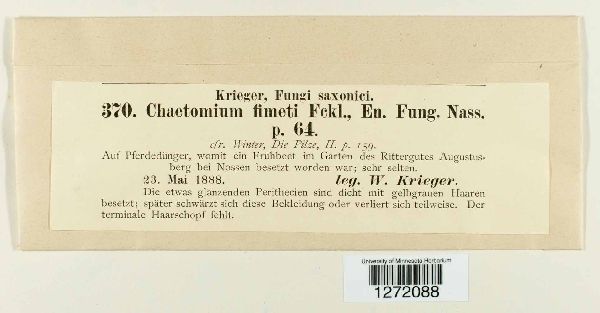 Krieger, Fungi saxonici.
370. Chaetomium fimeti Fckl., En. Fung. Nass.
p. 64.
cfr. Winter, Die Pilze, II. p. 159.
Auf Pferdedünger, womit ein Frühbeet im Garten des Rittergutes Augustus-
berg bei Nossen besetzt worden war; sehr selten.
23. Mai 1888. leg. W. Krieger.
Die etwas glänzenden Perithecien sind dicht mit gelbgrauen Haaren
besetzt; später schwärzt sich diese Bekleidung oder verliert sich teilweise. Der
terminale Haarschopf fehlt.
University of Minnesota Herbarium
1272088